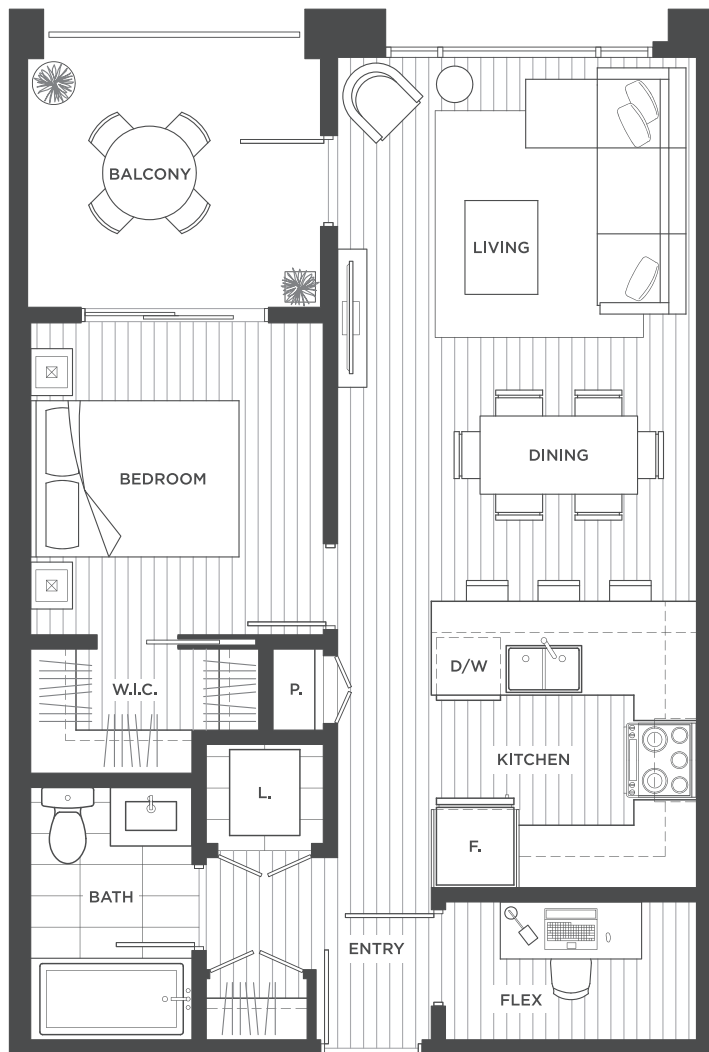 BALCONY
LIVING
DINING
BEDROOM
D/W
W.I.C.
P.
KITCHEN
L.
F.
BATH
ENTRY
FLEX